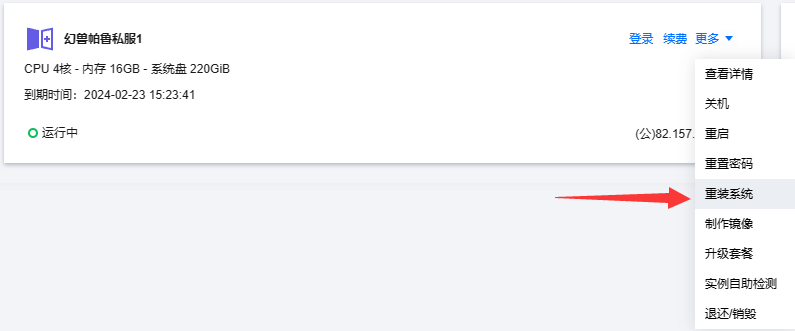 幻兽帕鲁私服1
登录 续费 更多
CPU 4核 - 内存 16GB - 系统盘 220GiB
到期时间：2024-02-23 15:23:41
运行中
(公)82.157.
查看详情
关机
重启
重置密码
重装系统
制作镜像
升级套餐
实例自助检测
退还/销毁